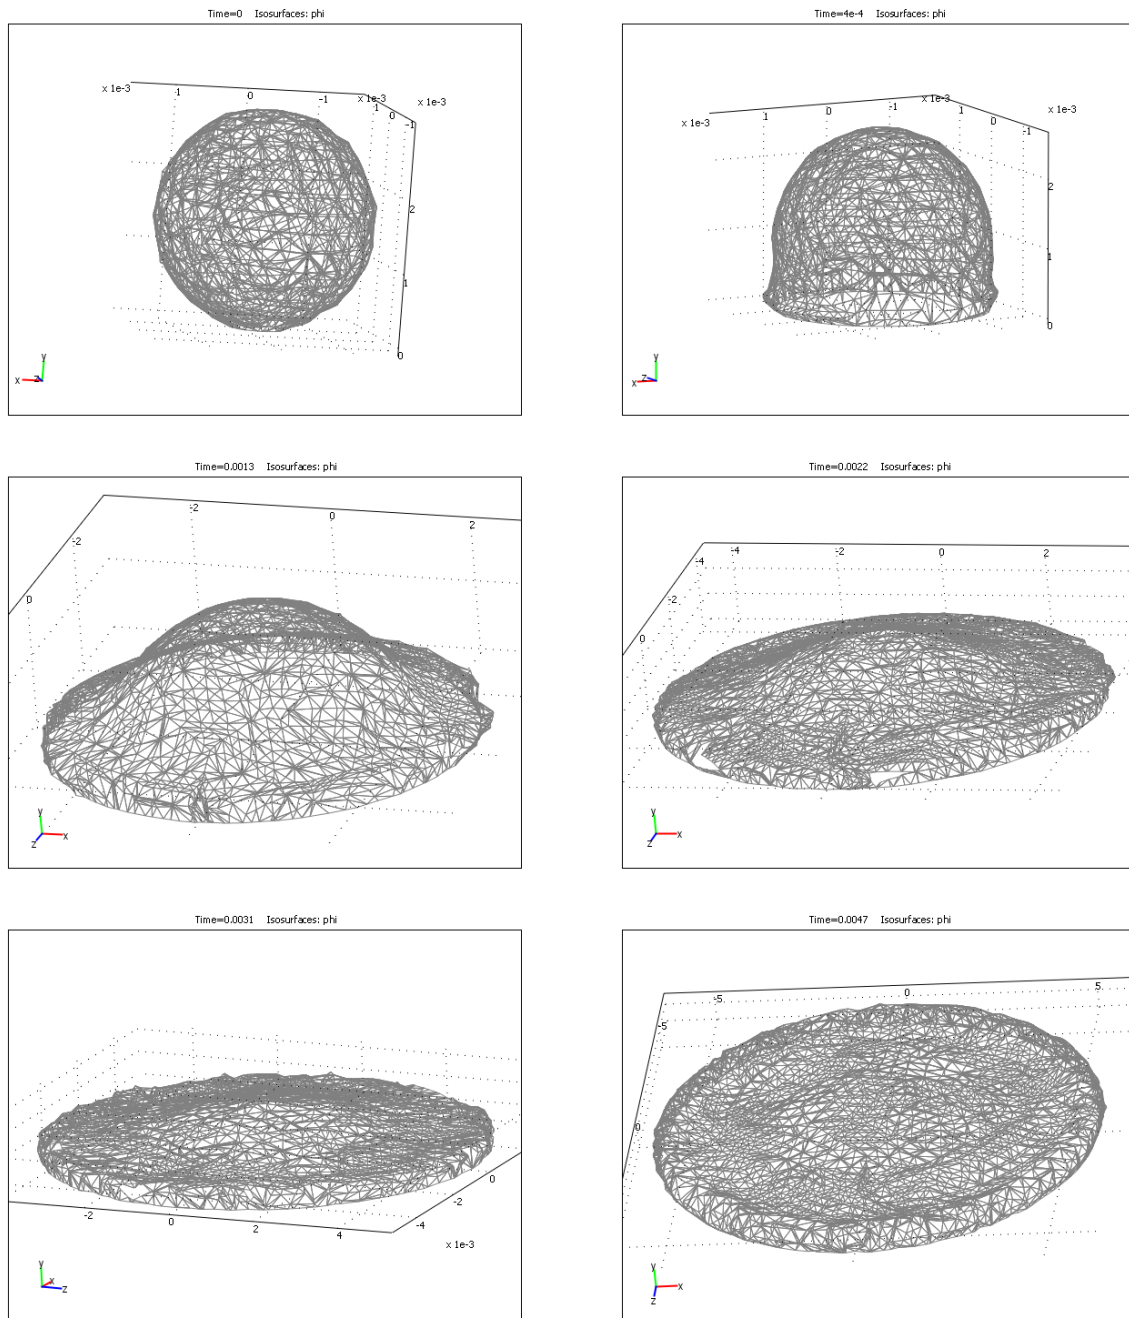 Time=0 Isosurfaces: phi
x 1e-3 1 0 -1 x 1e-3 1 0 -1 x 1e-3
2
1
0
y
x z
Time=4e-4 Isosurfaces: phi
x 1e-3 1 0 -1 x 1e-3 1 0 -1 x 1e-3
2
1
0
y
x z
Time=0.0013 Isosurfaces: phi
-2 0 2
-2
0
y
x
z
Time=0.0022 Isosurfaces: phi
-4 -2 0 2
-4
-2
0
y
x
z
Time=0.0031 Isosurfaces: phi
-2 0 2 4
0
-2
-4
x 1e-3
y
x
z
Time=0.0047 Isosurfaces: phi
-5 0 5
-5
0
y
x
z